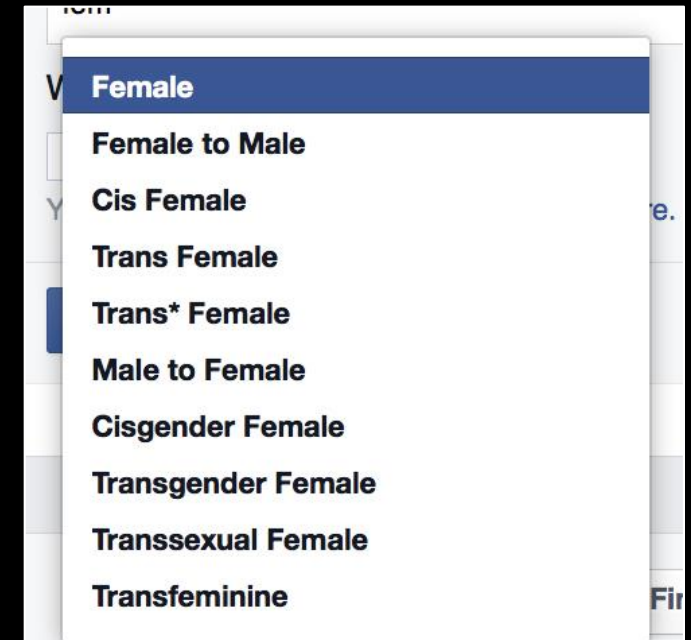 Female
Female to Male
Cis Female
re.
Trans Female
Trans* Female
Male to Female
Cisgender Female
Transgender Female
Transsexual Female
Transfeminine